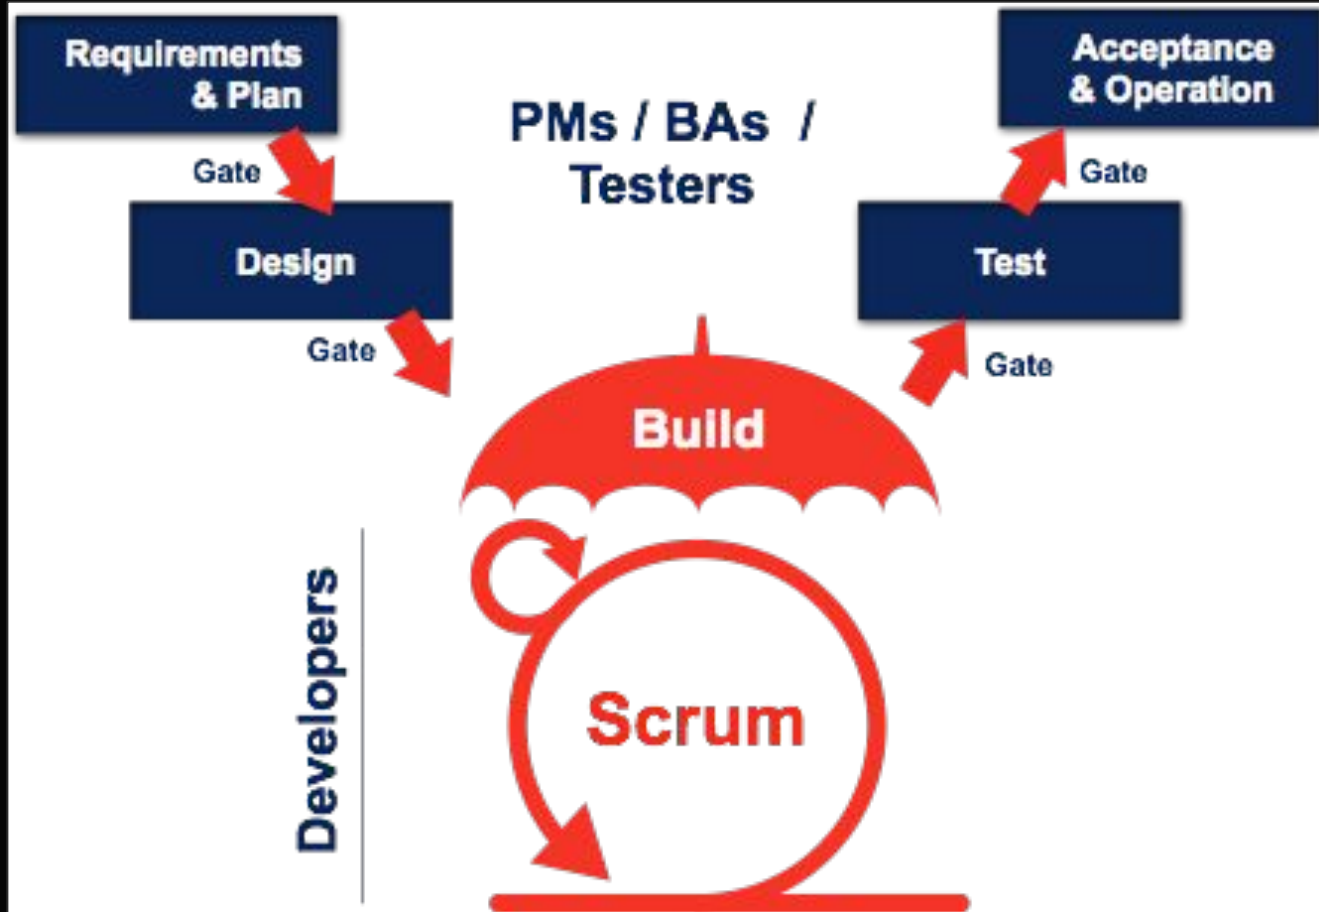 Requirements
& Plan
Gate
Design
Gate
PMs / BAs /
Testers
Acceptance
& Operation
Gate
Test
Gate
Build
Developers
Scrum